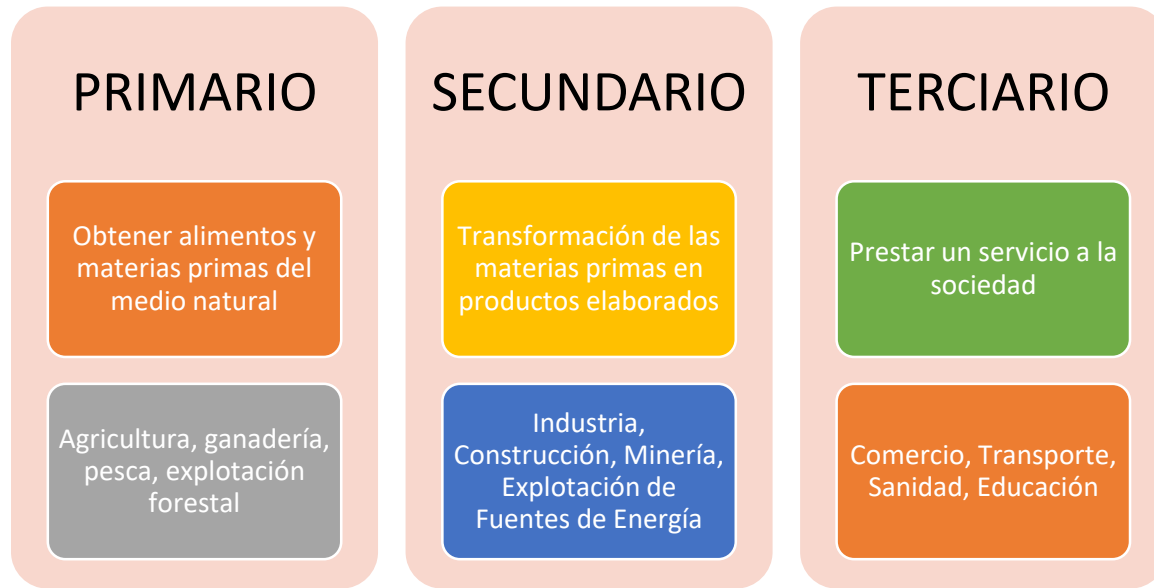 PRIMARIO
Obtener alimentos y
materias primas del
medio natural
Agricultura, ganadería,
pesca, explotación
forestal
SECUNDARIO
Transformación de las
materias primas en
productos elaborados
Industria,
Construcción, Minería,
Explotación de
Fuentes de Energía
TERCIARIO
Prestar un servicio a la
sociedad
Comercio, Transporte,
Sanidad, Educación